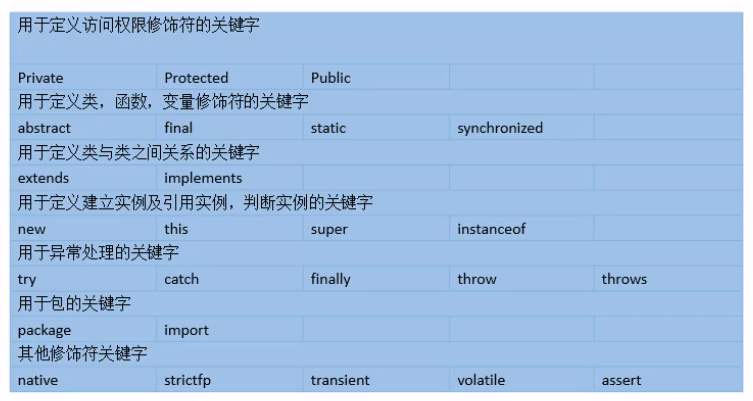 用于定义访问权限修饰符的关键字
Private Protected Public
用于定义类，函数，变量修饰符的关键字
abstract final static synchronized
用于定义类与类之间关系的关键字
extends implements
用于定义建立实例及引用实例，判断实例的关键字
new this super instanceof
用于异常处理的关键字
try catch finally throw throws
用于包的关键字
package import
其他修饰符关键字
native strictfp transient volatile assert